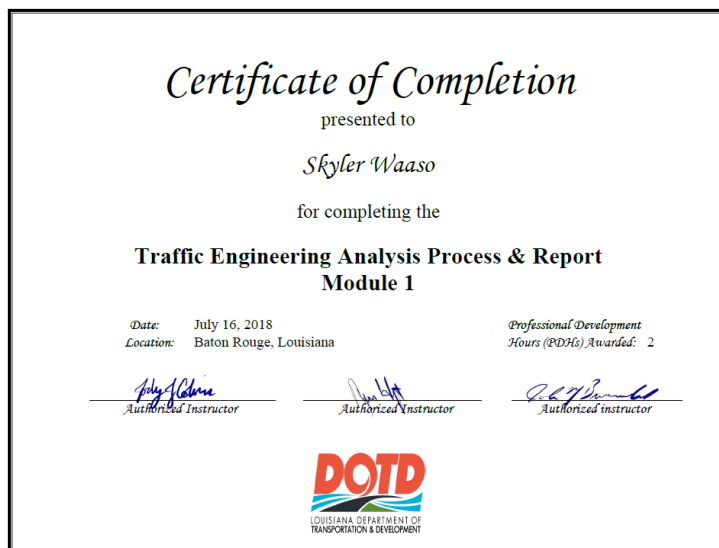 Certificate of Completion
presented to
Skyler Waaso
for completing the
Traffic Engineering Analysis Process & Report
Module 1
Date: July 16, 2018
Location: Baton Rouge, Louisiana
Professional Development
Hours (PDHs) Awarded: 2
Authorized Instructor
Authorized Instructor
Authorized instructor
DOTD
LOUISIANA DEPARTMENT OF
TRANSPORTATION & DEVELOPMENT